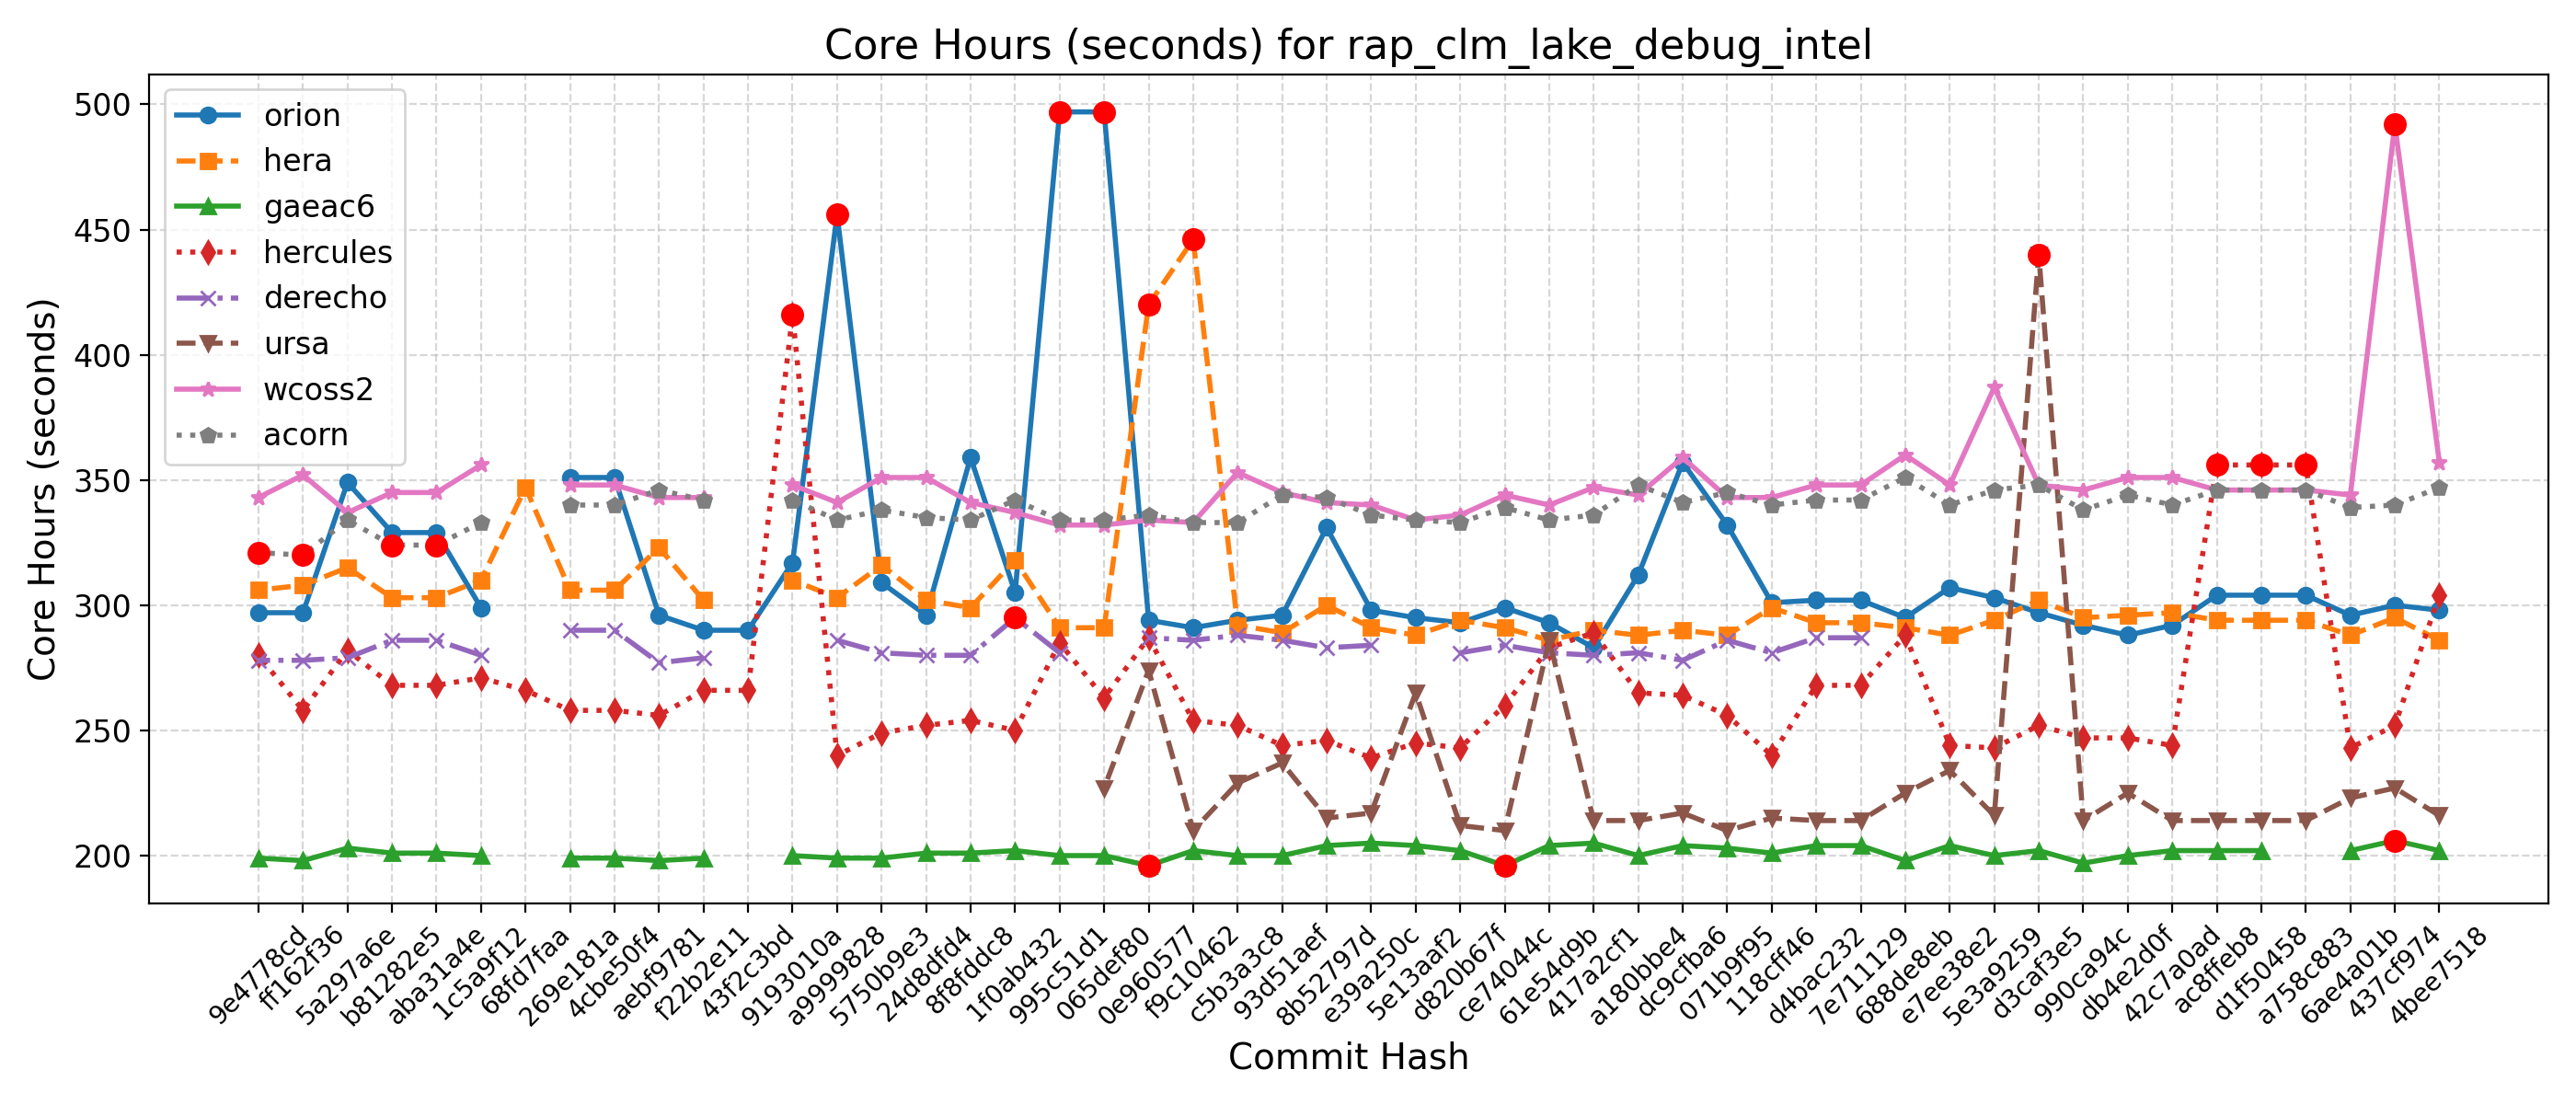 Core Hours (seconds) for rap_clm_lake_debug_intel
500
450
400
350
300
250
200
Core Hours (seconds)
orion
hera
gaeac6
hercules
derecho
ursa
wcoss2
acorn
9e4778cd
ff162f36
5a297a6e
b81282e5
aba31a4e
1c5a9f12
68fd7faa
269e181a
4cbe50f4
aebf9781
f22b2e11
43f2c3bd
9193010a
a9999828
5750b9e3
24d8dfd4
8f8fddc8
1f0ab432
995c51d1
065def80
0e960577
f9c10462
c5b3a3c8
93d51aef
8b52797d
e39a250c
5e13aaf2
d820b67f
ce74044c
61e54d9b
417a2cf1
a180bbe4
dc9cfba6
071b9f95
118cff46
d4bac232
7e711129
688de8eb
e7ee38e2
5e3a9259
d3caf3e5
990ca94c
db4e2d0f
42c7a0ad
ac8ffeb8
d1f50458
a758c883
6ae4a01b
437cf974
4bee7518
Commit Hash